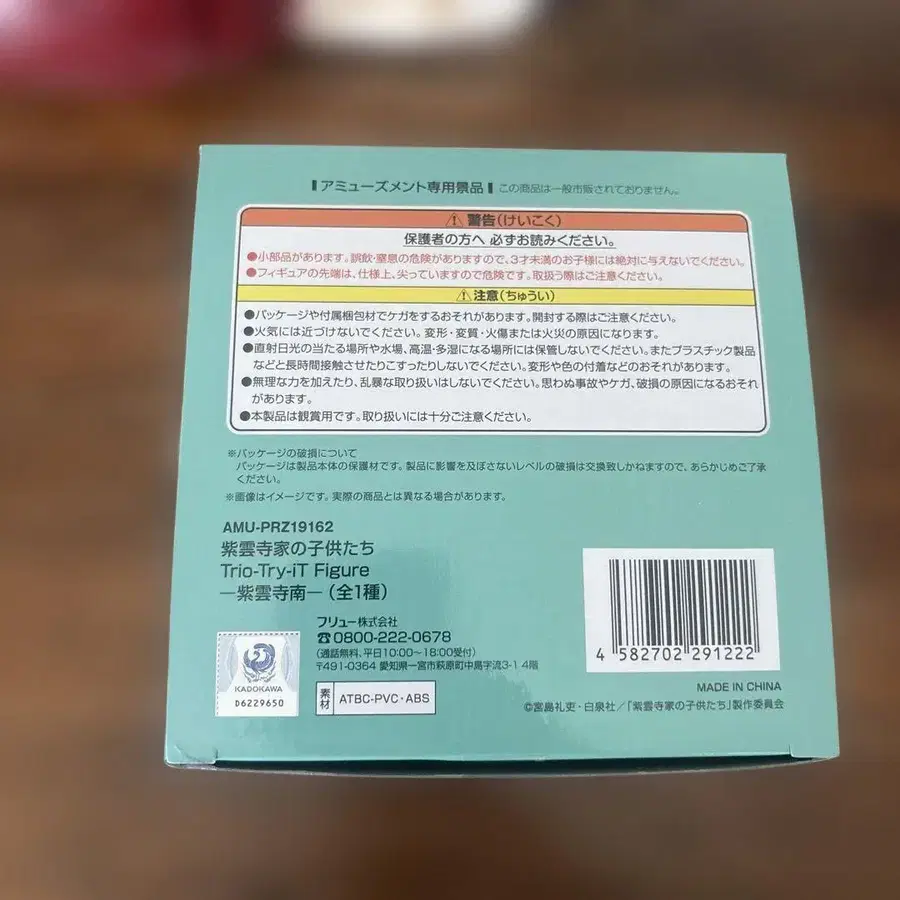 アミューズメント専用景品 この商品は一般市販されておりません。
⚠警告(けいこく)
保護者の方へ 必ずお読みください。
●小部品があります。誤飲・窒息の危険がありますので、3才未満のお子様には絶対に与えないでください。
●フィギュアの先端は、仕様上、尖っていますので危険です。取扱う際はご注意ください。
⚠注意(ちゅうい)
●パッケージや付属梱包材でケガをするおそれがあります。開封する際はご注意ください。
●火気には近づけないでください。変形・変質・火傷または火災の原因になります。
●直射日光の当たる場所や水場、高温・多湿になる場所には保管しないでください。またプラスチック製品
などと長時間接触させたりこすったりしないでください。変形や色の付着などのおそれがあります。
●無理な力を加えたり、乱暴な取り扱いはしないでください。思わぬ事故やケガ、破損の原因になるおそれ
があります。
●本製品は観賞用です。取り扱いには十分ご注意ください。
※パッケージの破損について
パッケージは製品本体の保護材です。製品に影響を及ぼさないレベルの破損は交換致しかねますので、あらかじめご了承
ください。
※画像はイメージです。実際の商品とは異なる場合があります。
AMU-PRZ19162
紫雲寺家の子供たち
Trio-Try-iT Figure
―紫雲寺南―(全1種)
フリュー株式会社
☎0800-222-0678
(通話無料、平日10:00~18:00受付)
〒491-0364 愛知県一宮市萩原町中島字流3-1 4階
KADOKAWA
D6229650
素材 ATBC-PVC・ABS
4 582702 291222
MADE IN CHINA
©宮島礼吏・白泉社/「紫雲寺家の子供たち」製作委員会